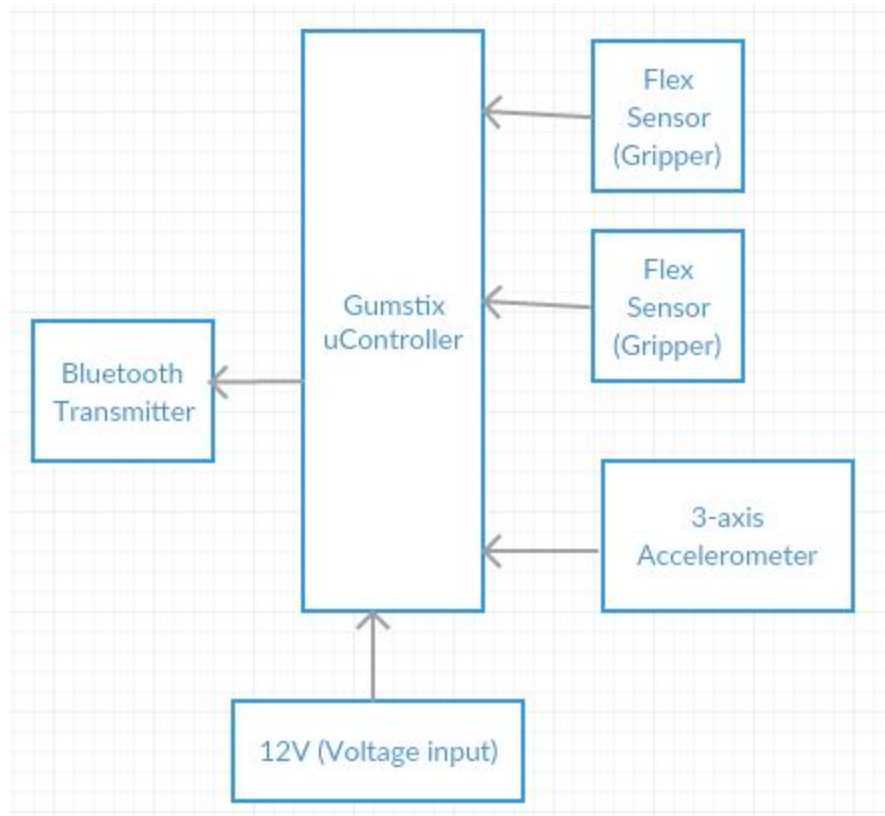 Flex
Sensor
(Gripper)
Flex
Sensor
(Gripper)
Gumstix
uController
Bluetooth
Transmitter
3-axis
Accelerometer
12V (Voltage input)